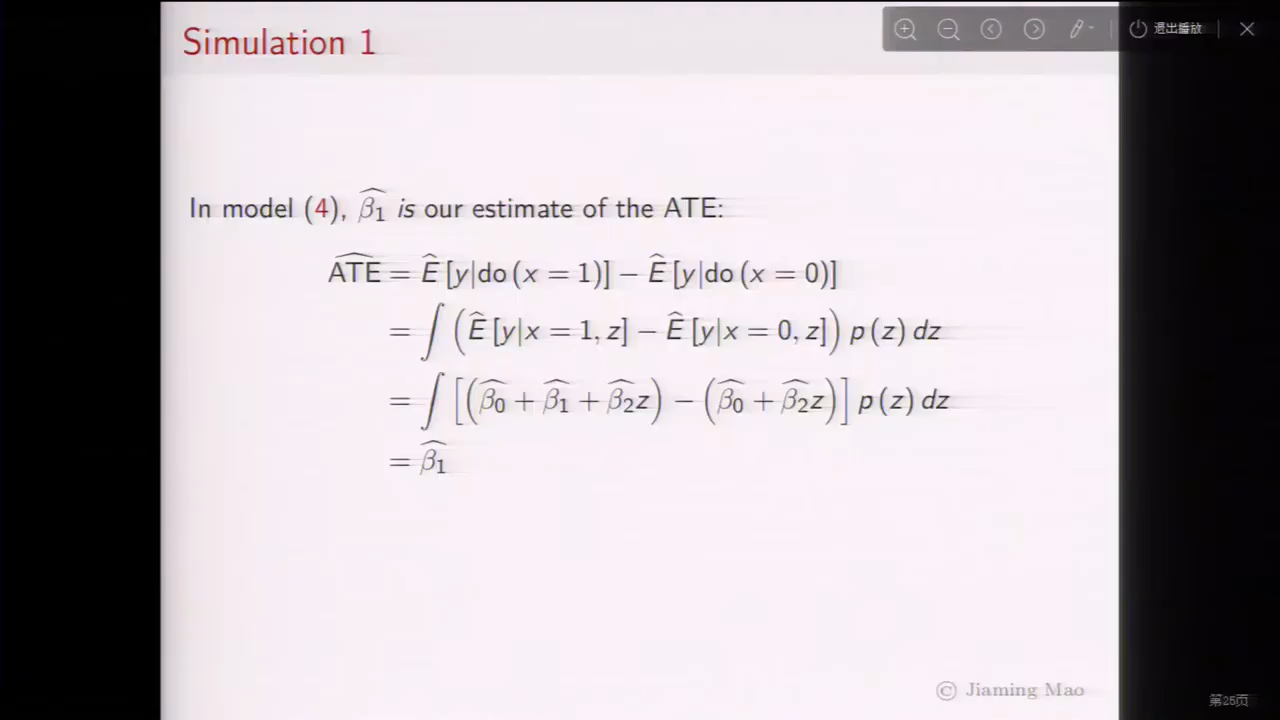 Simulation 1
退出播放
In model (4), $\widehat{\beta_1}$ is our estimate of the ATE:
$\widehat{\text{ATE}} = \widehat{E}[y|\text{do}(x = 1)] - \widehat{E}[y|\text{do}(x = 0)]$
$= \int \left(\widehat{E}[y|x = 1, z] - \widehat{E}[y|x = 0, z]\right) p(z) dz$
$= \int \left[\left(\widehat{\beta_0} + \widehat{\beta_1} + \widehat{\beta_2}z\right) - \left(\widehat{\beta_0} + \widehat{\beta_2}z\right)\right] p(z) dz$
$= \widehat{\beta_1}$
© Jiaming Mao
第25页